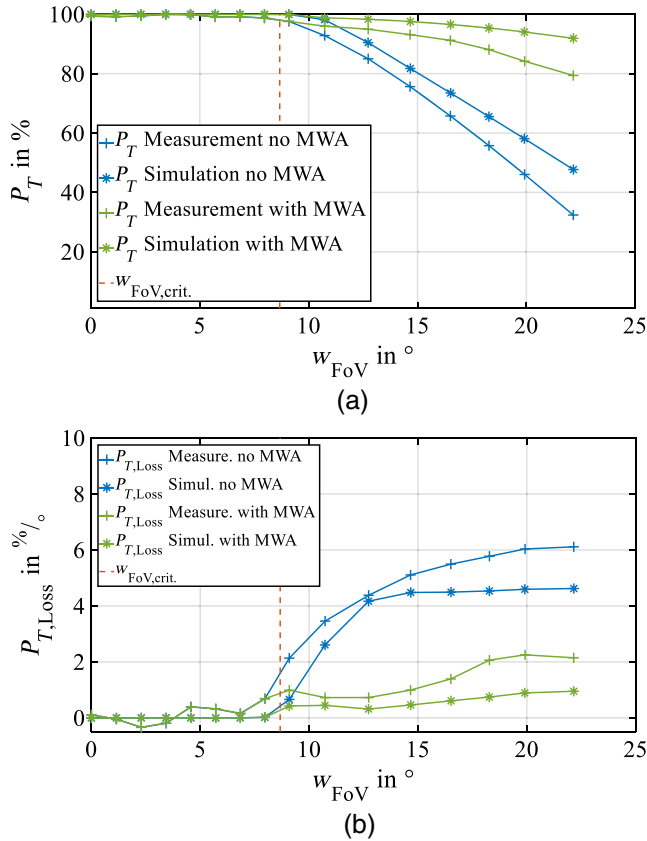 100
80
60
40
20
P_T in %
P_T Measurement no MWA
P_T Simulation no MWA
P_T Measurement with MWA
P_T Simulation with MWA
w_FoV,crit.
0 5 10 15 20 25
w_FoV in °
(a)
10
8
6
4
2
0
P_T,Loss in %/°
P_T,Loss Measure. no MWA
P_T,Loss Simul. no MWA
P_T,Loss Measure. with MWA
P_T,Loss Simul. with MWA
w_FoV,crit.
0 5 10 15 20 25
w_FoV in °
(b)